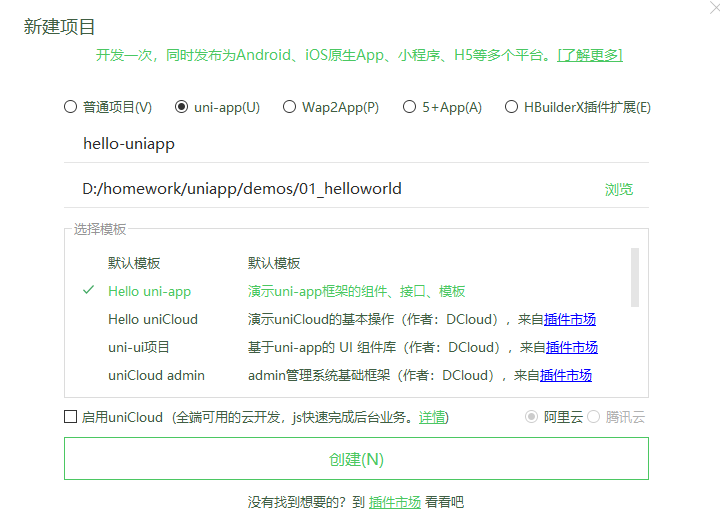 新建项目
开发一次，同时发布为Android、iOS原生App、小程序、H5等多个平台。[了解更多]
普通项目(V) uni-app(U) Wap2App(P) 5+App(A) HBuilderX插件扩展(E)
hello-uniapp
D:/homework/uniapp/demos/01_helloworld 浏览
选择模板
默认模板 默认模板
Hello uni-app 演示uni-app框架的组件、接口、模板
Hello uniCloud 演示uniCloud的基本操作（作者：DCloud），来自插件市场
uni-ui项目 基于uni-app的 UI 组件库（作者：DCloud），来自插件市场
uniCloud admin admin管理系统基础框架（作者：DCloud），来自插件市场
启用uniCloud（全端可用的云开发，js快速完成后台业务。详情) 阿里云 腾讯云
创建(N)
没有找到想要的？到 插件市场 看看吧